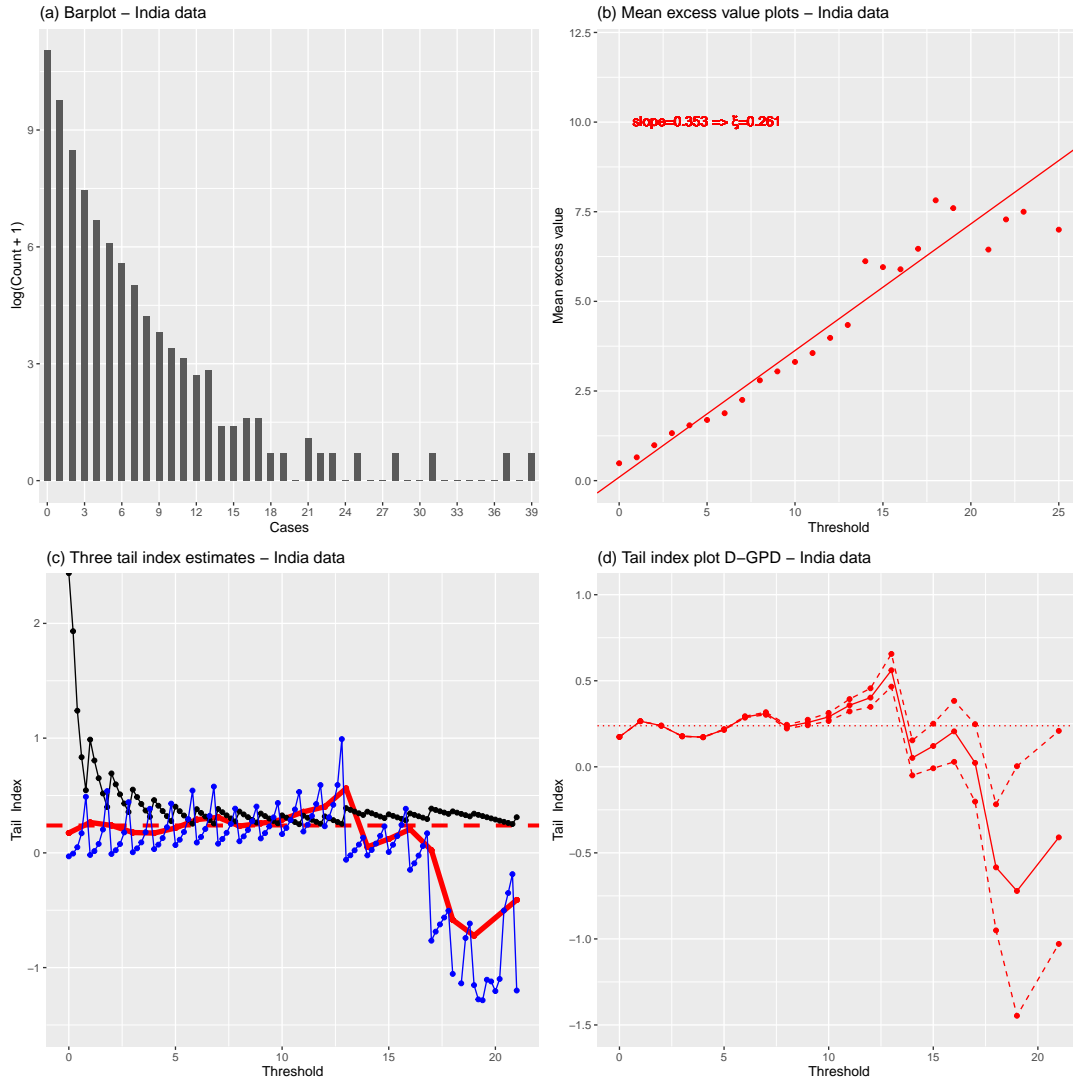 (a) Barplot – India data
log(Count + 1)
9
6
3
0
0 3 6 9 12 15 18 21 24 27 30 33 36 39
Cases
(b) Mean excess value plots – India data
Mean excess value
12.5
10.0
7.5
5.0
2.5
0.0
slope=0.353 => ξ=0.261
0 5 10 15 20 25
Threshold
(c) Three tail index estimates – India data
Tail Index
2
1
0
−1
0 5 10 15 20
Threshold
(d) Tail index plot D−GPD – India data
Tail Index
1.0
0.5
0.0
−0.5
−1.0
−1.5
0 5 10 15 20
Threshold